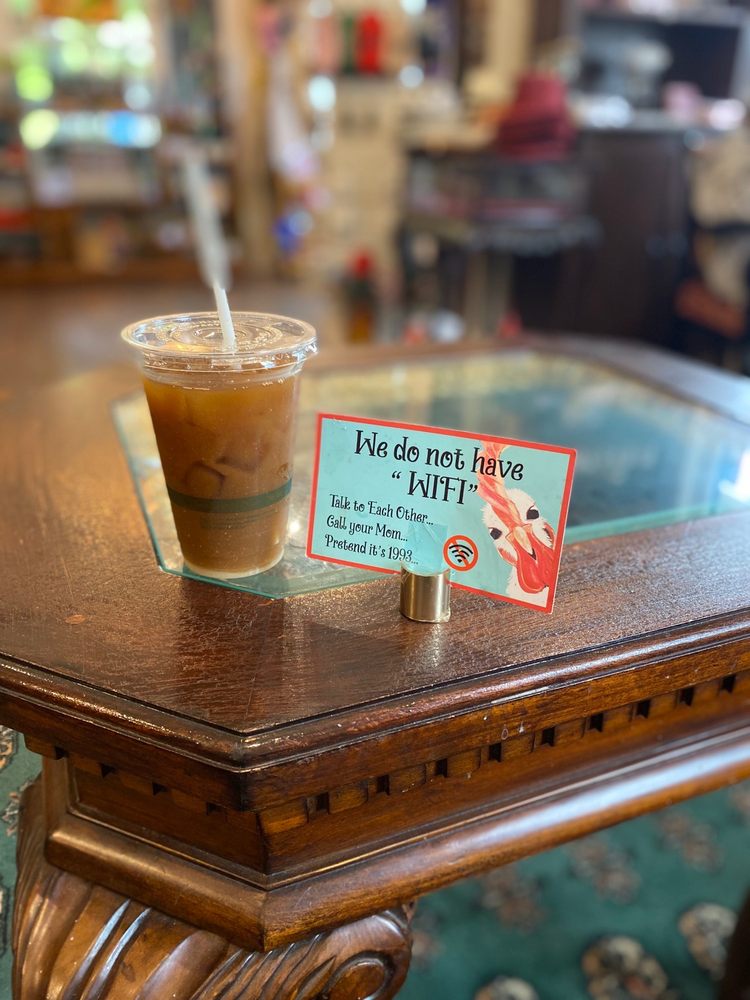 We do not have
“ WIFI”
Talk to Each Other...
Call your Mom...
Pretend it's 1993...